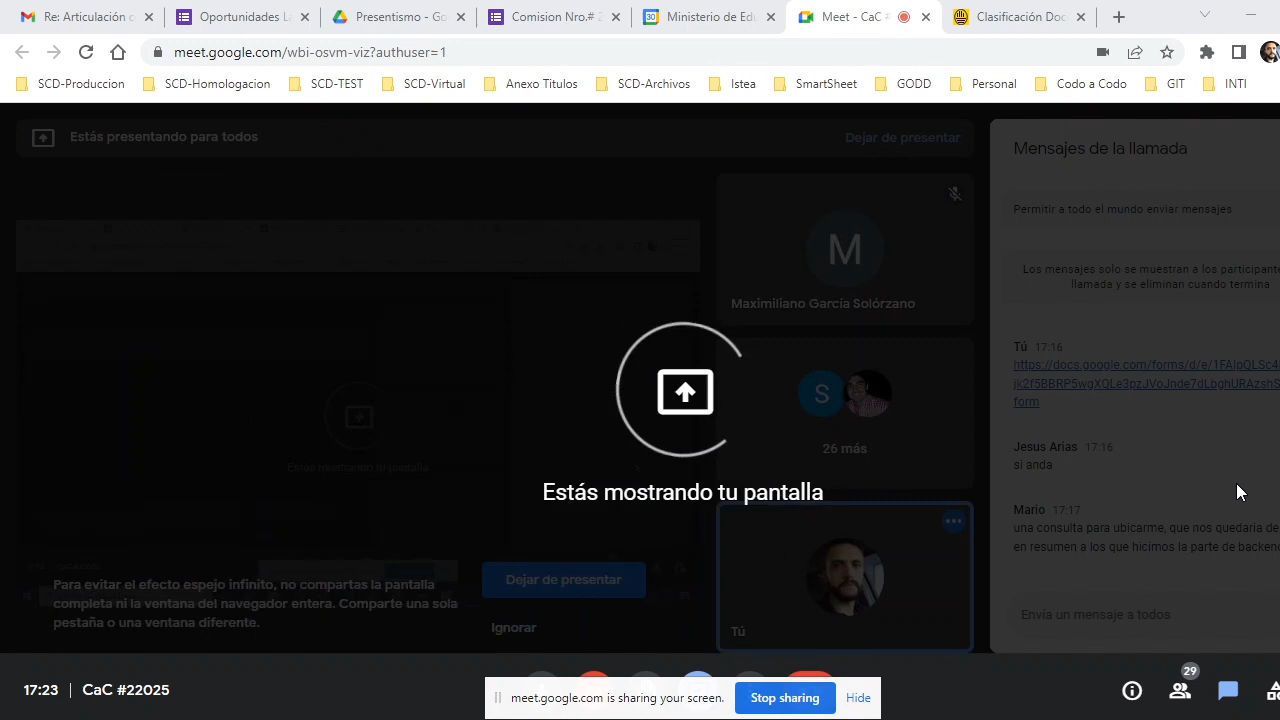 Re: Articulación c
Oportunidades L
Presentismo - Go
Comision Nro.# 2
Ministerio de Edu
Meet - CaC #
Clasificación Doc
meet.google.com/wbi-osvm-viz?authuser=1
SCD-Produccion
SCD-Homologacion
SCD-TEST
SCD-Virtual
Anexo Titulos
SCD-Archivos
Istea
SmartSheet
GODD
Personal
Codo a Codo
GIT
INTI
Estás presentando para todos
Dejar de presentar
Mensajes de la llamada
Permitir a todo el mundo enviar mensajes
Los mensajes solo se muestran a los participante
llamada y se eliminan cuando termina
M
Maximiliano García Solórzano
S
26 más
Tú
Estás mostrando tu pantalla
Estás mostrando tu pantalla
Para evitar el efecto espejo infinito, no compartas la pantalla
completa ni la ventana del navegador entera. Comparte una sola
pestaña o una ventana diferente.
Dejar de presentar
Ignorar
Tú 17:16
https://docs.google.com/forms/d/e/1FAIpQLSc4
form
Jesus Arias 17:16
si anda
Mario 17:17
una consulta para ubicarme, que nos quedaria de
en resumen a los que hicimos la parte de backen
Envía un mensaje a todos
17:23 | CaC #22025
meet.google.com is sharing your screen.
Stop sharing
Hide
29